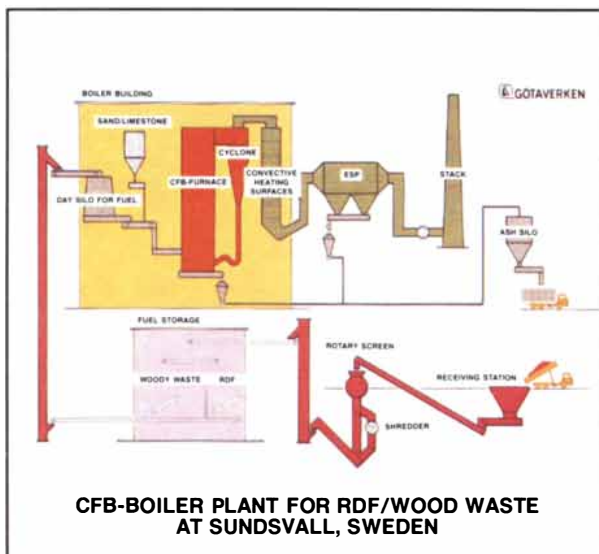 BOILER BUILDING
SAND/LIMESTONE
GÖTAVERKEN
CYCLONE
CFB-FURNACE
CONVECTIVE
HEATING
SURFACES
ESP
STACK
DAY SILO FOR FUEL
ASH SILO
FUEL STORAGE
ROTARY SCREEN
WOODY WASTE
RDF
RECEIVING STATION
SHREDDER
CFB-BOILER PLANT FOR RDF/WOOD WASTE
AT SUNDSVALL, SWEDEN